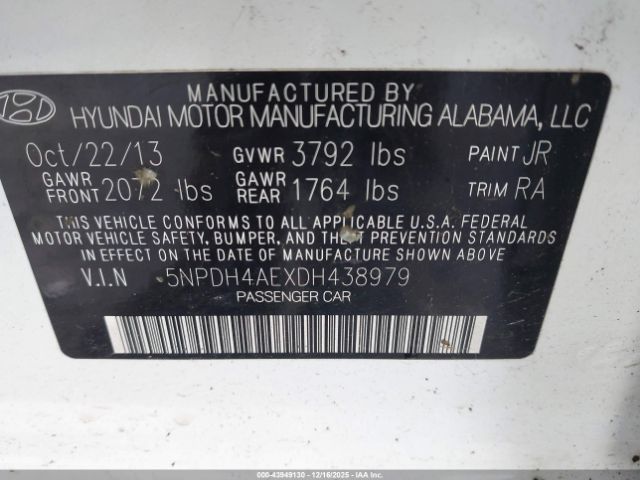 MANUFACTURED BY
HYUNDAI MOTOR MANUFACTURING ALABAMA, LLC
Oct/22/13 GVWR 3792 lbs PAINT JR
GAWR FRONT 2072 lbs GAWR REAR 1764 lbs TRIM RA
THIS VEHICLE CONFORMS TO ALL APPLICABLE U.S.A. FEDERAL
MOTOR VEHICLE SAFETY, BUMPER, AND THEFT PREVENTION STANDARDS
IN EFFECT ON THE DATE OF MANUFACTURE SHOWN ABOVE
V.I.N 5NPDH4AEXDH438979
PASSENGER CAR
000-43949130 - 12/16/2025 - IAAI.COM